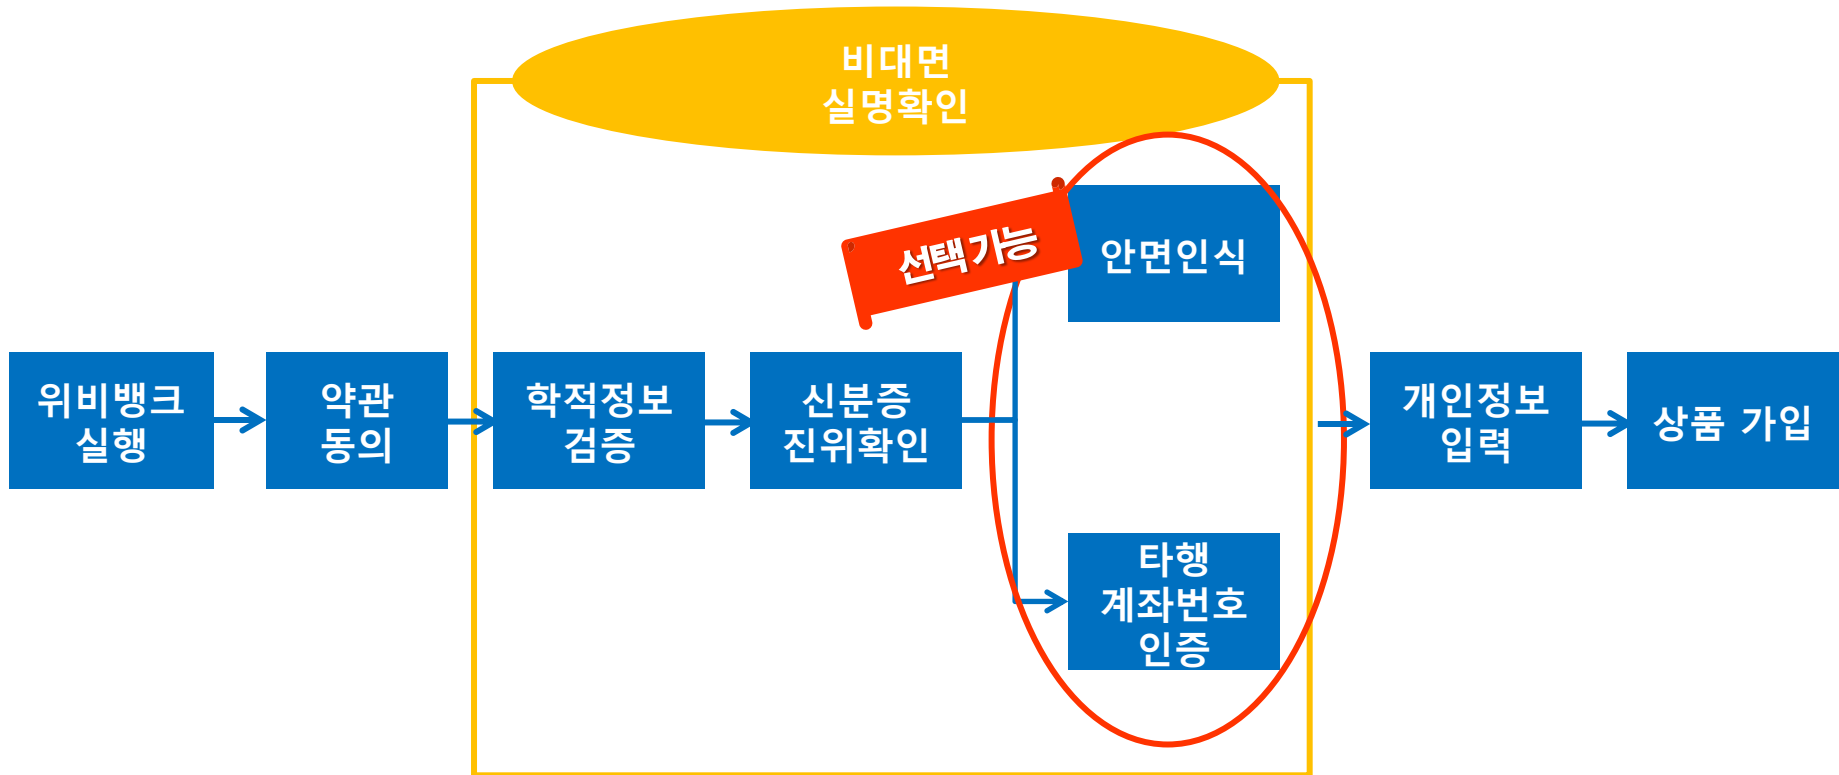 비대면
실명확인
선택가능
안면인식
위비뱅크
실행
약관
동의
학적정보
검증
신분증
진위확인
타행
계좌번호
인증
개인정보
입력
상품 가입